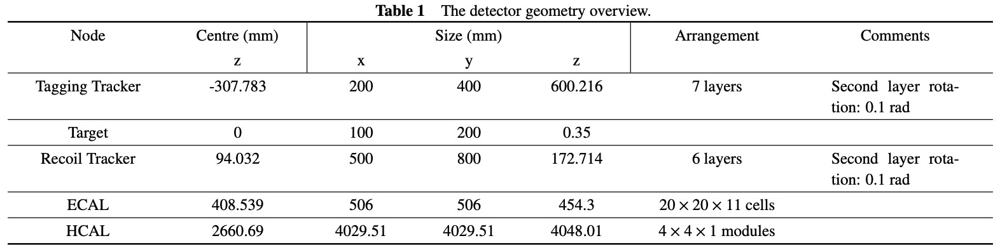 Table 1 The detector geometry overview.
Node Centre (mm) Size (mm) Arrangement Comments
z x y z
Tagging Tracker -307.783 200 400 600.216 7 layers Second layer rota-
tion: 0.1 rad
Target 0 100 200 0.35
Recoil Tracker 94.032 500 800 172.714 6 layers Second layer rota-
tion: 0.1 rad
ECAL 408.539 506 506 454.3 20 × 20 × 11 cells
HCAL 2660.69 4029.51 4029.51 4048.01 4 × 4 × 1 modules